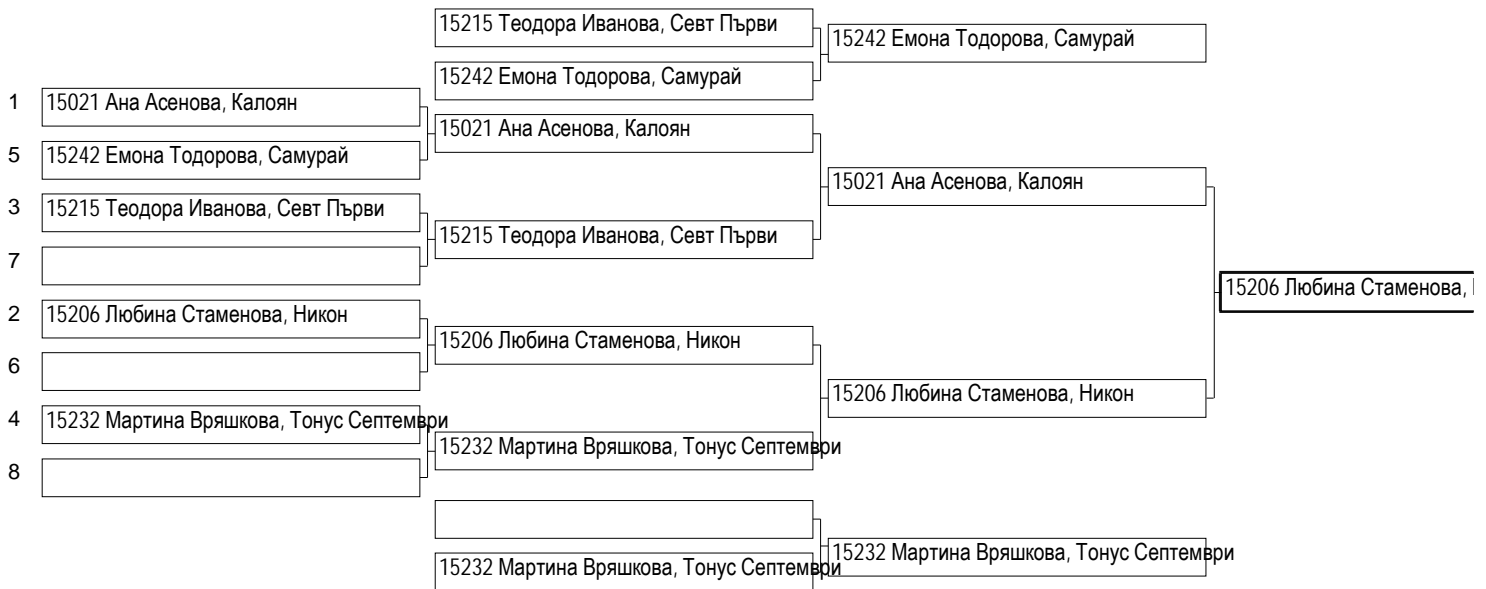 15215 Теодора Иванова, Севт Първи
15242 Емона Тодорова, Самурай
15242 Емона Тодорова, Самурай
1 15021 Ана Асенова, Калоян
15021 Ана Асенова, Калоян
5 15242 Емона Тодорова, Самурай
15021 Ана Асенова, Калоян
3 15215 Теодора Иванова, Севт Първи
15215 Теодора Иванова, Севт Първи
7
15206 Любина Стаменова,
2 15206 Любина Стаменова, Никон
15206 Любина Стаменова, Никон
6
15206 Любина Стаменова, Никон
4 15232 Мартина Вряшкова, Тонус Септември
15232 Мартина Вряшкова, Тонус Септември
8
15232 Мартина Вряшкова, Тонус Септември
15232 Мартина Вряшкова, Тонус Септември